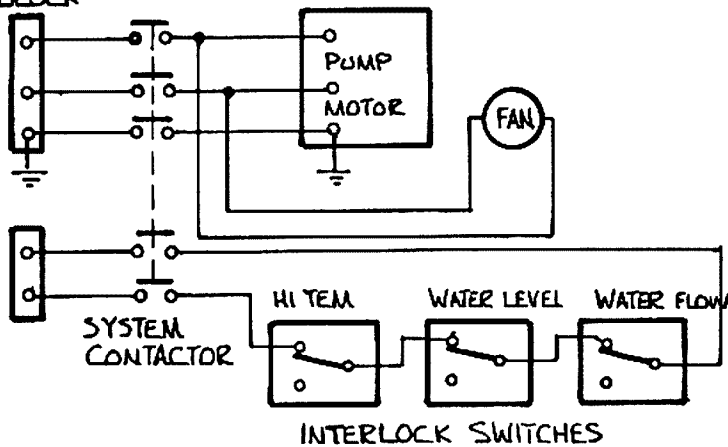 PUMP
MOTOR
FAN
HI TEM
WATER LEVEL
WATER FLOW
SYSTEM
CONTACTOR
INTERLOCK SWITCHES